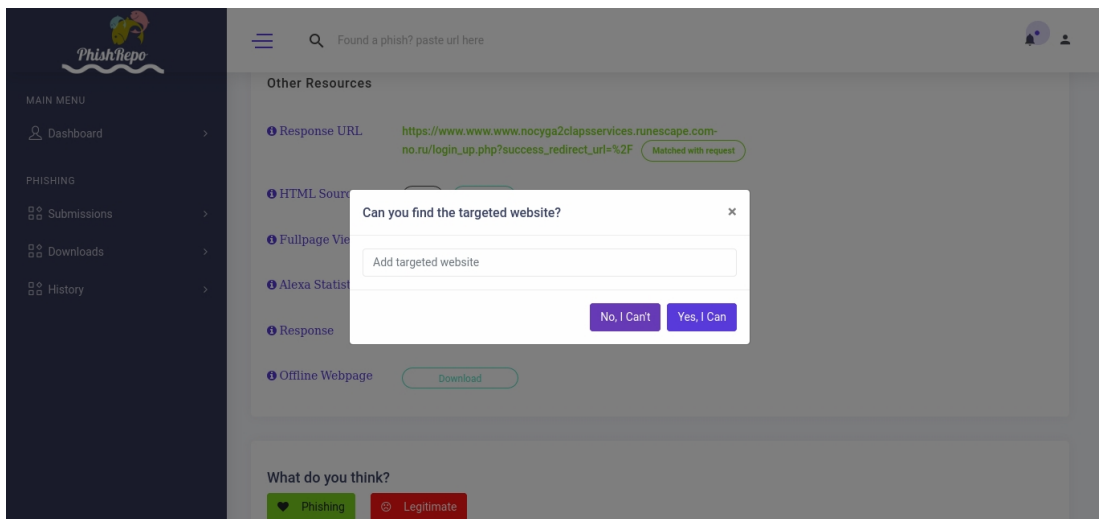 PhishRepo
Found a phish? paste url here
MAIN MENU
Dashboard
PHISHING
Submissions
Downloads
History
Other Resources
Response URL
https://www.www.www.nocyga2clapsservices.runescape.com-
no.ru/login_up.php?success_redirect_url=%2F Matched with request
HTML Sourc
Fullpage Vie
Alexa Statist
Response
Offline Webpage Download
Can you find the targeted website? ×
Add targeted website
No, I Can't Yes, I Can
What do you think?
Phishing Legitimate